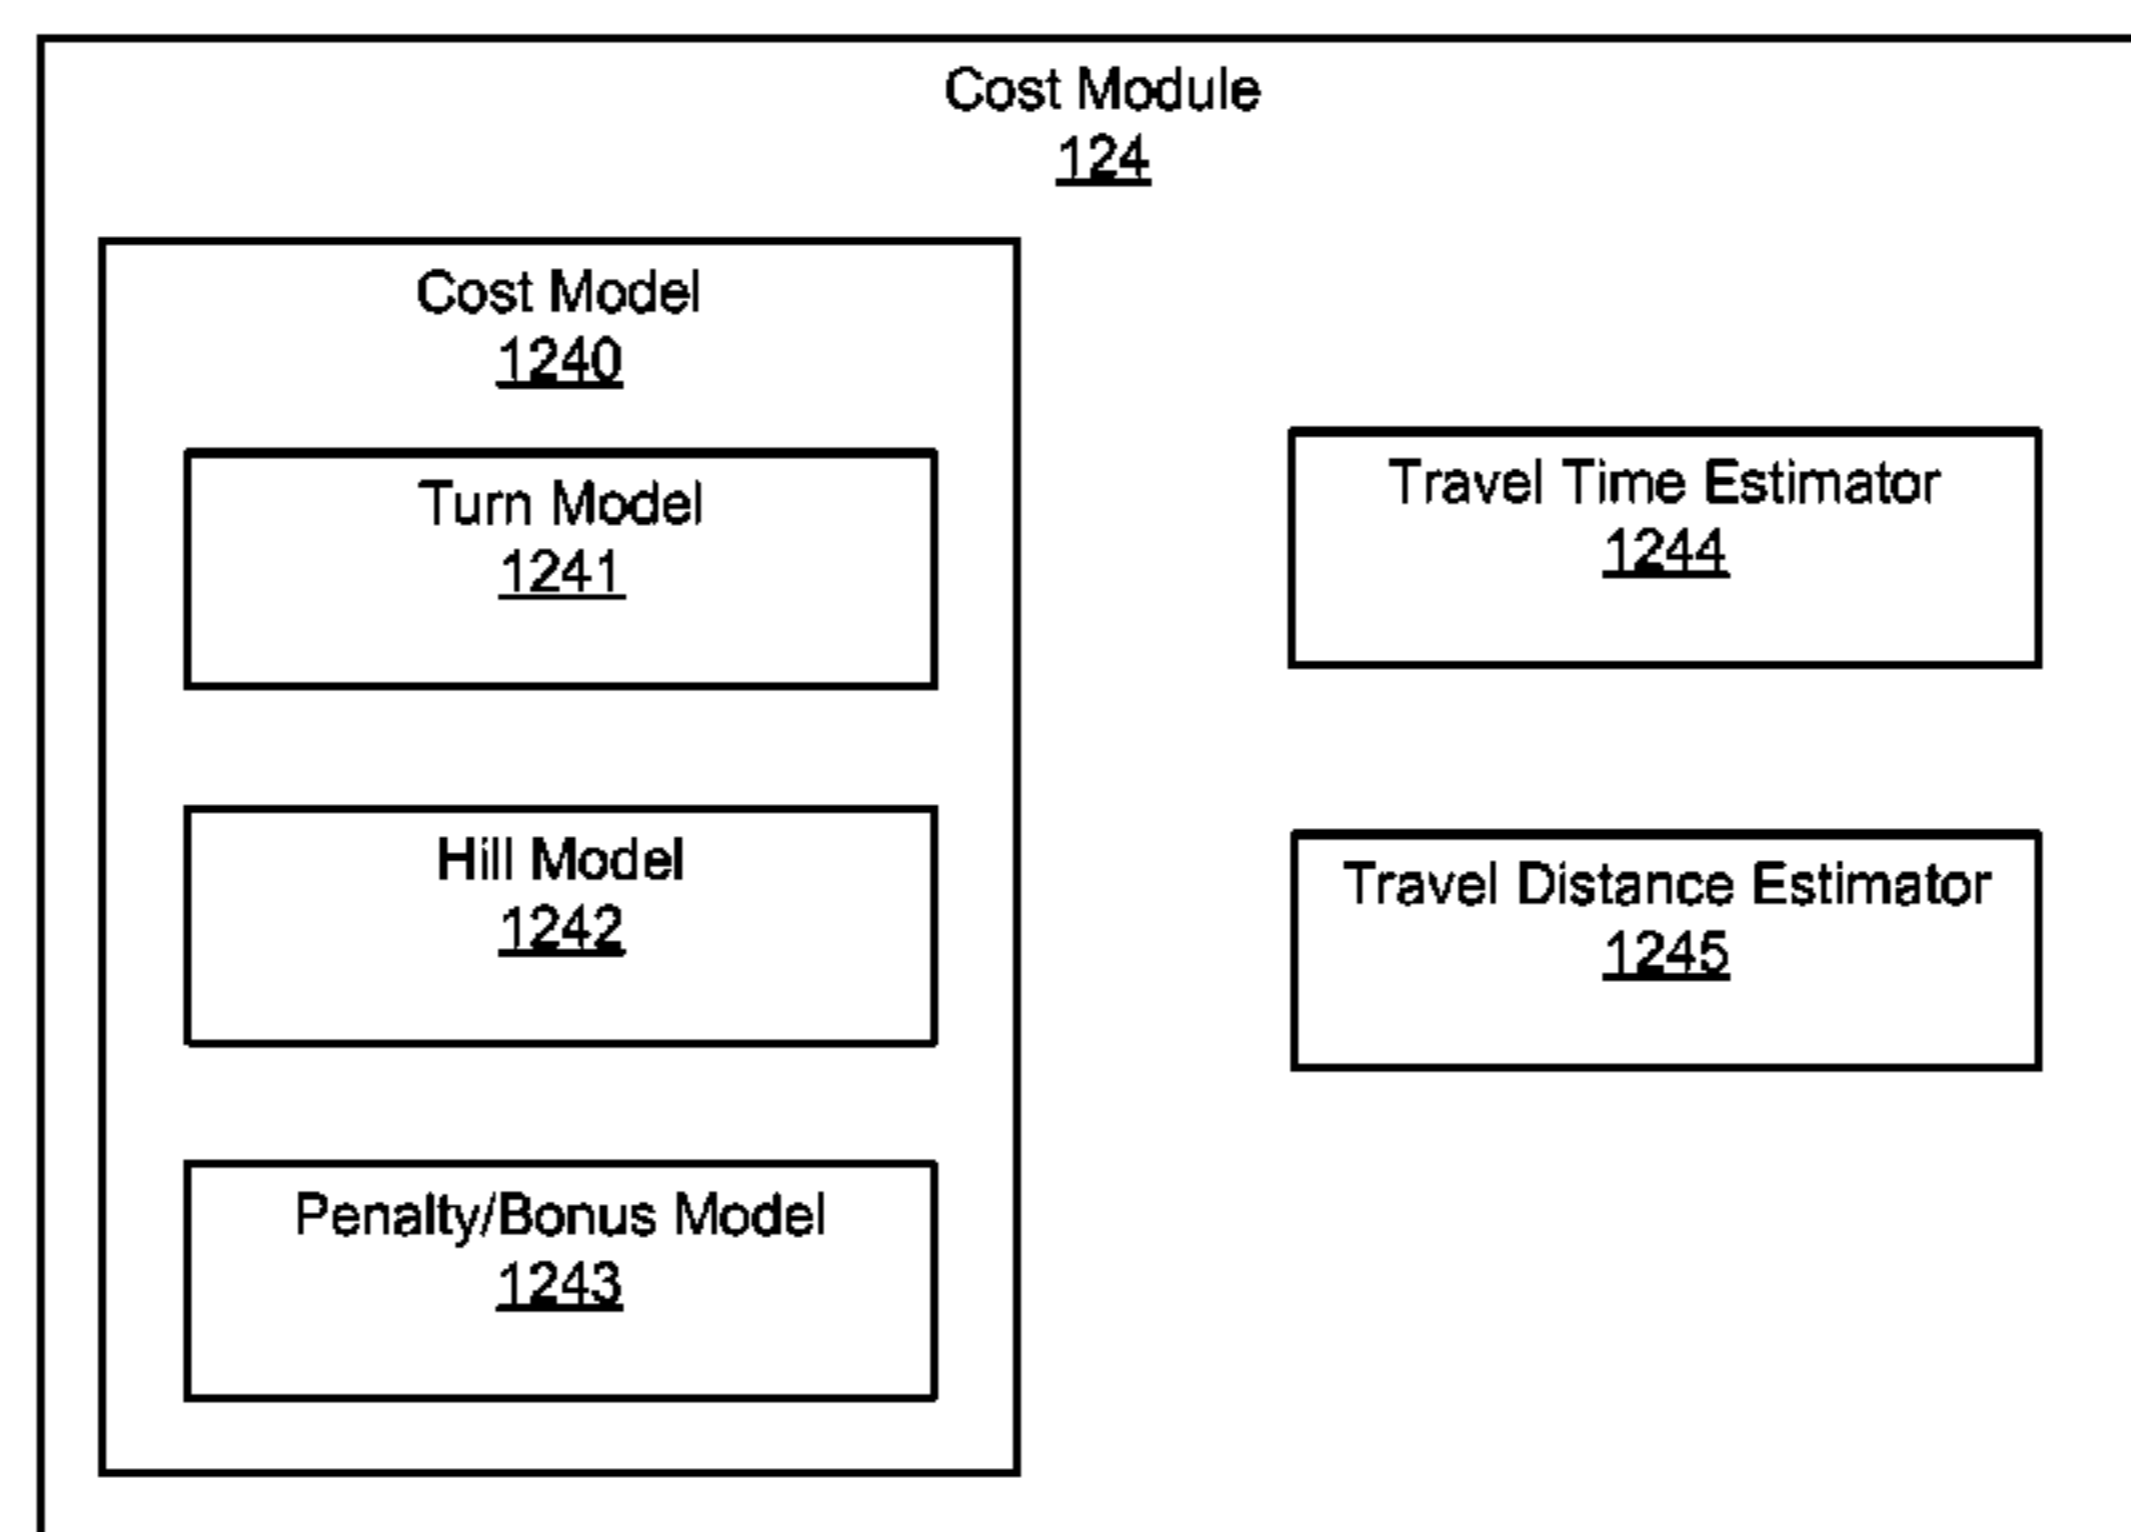 Cost Module
124
Cost Model
1240
Turn Model
1241
Hill Model
1242
Penalty/Bonus Model
1243
Travel Time Estimator
1244
Travel Distance Estimator
1245